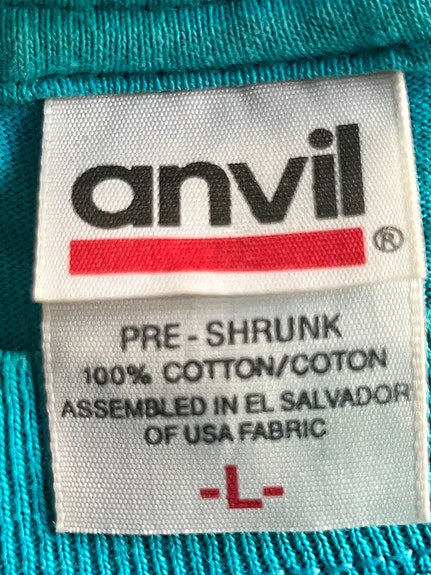 anvil
®
PRE-SHRUNK
100% COTTON/COTON
ASSEMBLED IN EL SALVADOR
OF USA FABRIC
-L-